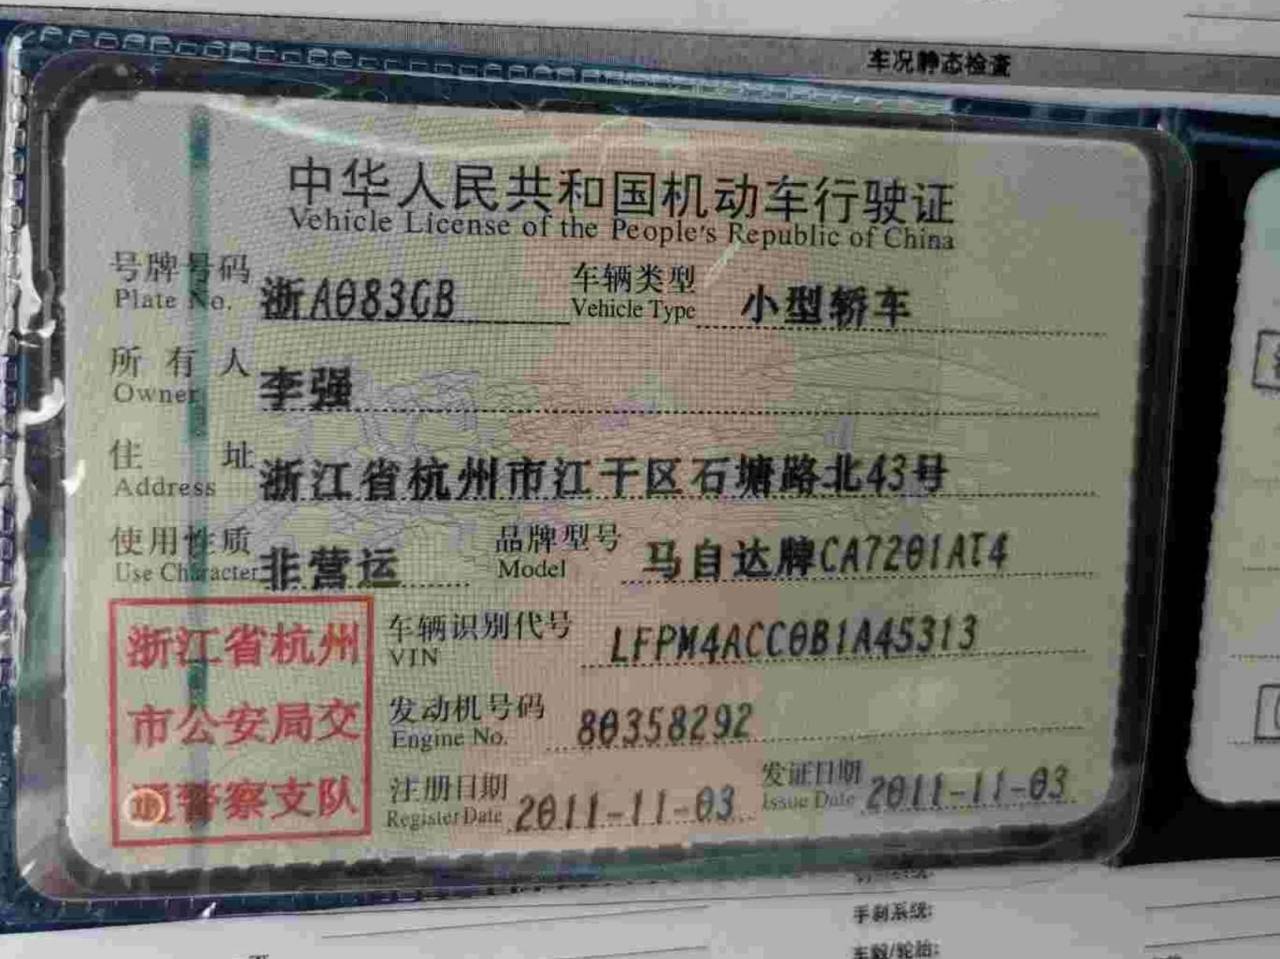 车况静态检查
中华人民共和国机动车行驶证
Vehicle License of the People's Republic of China
号牌号码 浙A083GB 车辆类型 小型轿车
Plate No. Vehicle Type
所有人 李强
Owner
住址 浙江省杭州市江干区石塘路北43号
Address
使用性质 非营运 品牌型号 马自达牌CA7201AT4
Use Character Model
浙江省杭州 车辆识别代号 LFPM4ACC0B1A45313
VIN
市公安局交 发动机号码 80358292
Engine No.
通警察支队 注册日期 2011-11-03 发证日期 2011-11-03
Register Date Issue Date
手刹系统:
车毂/轮胎: